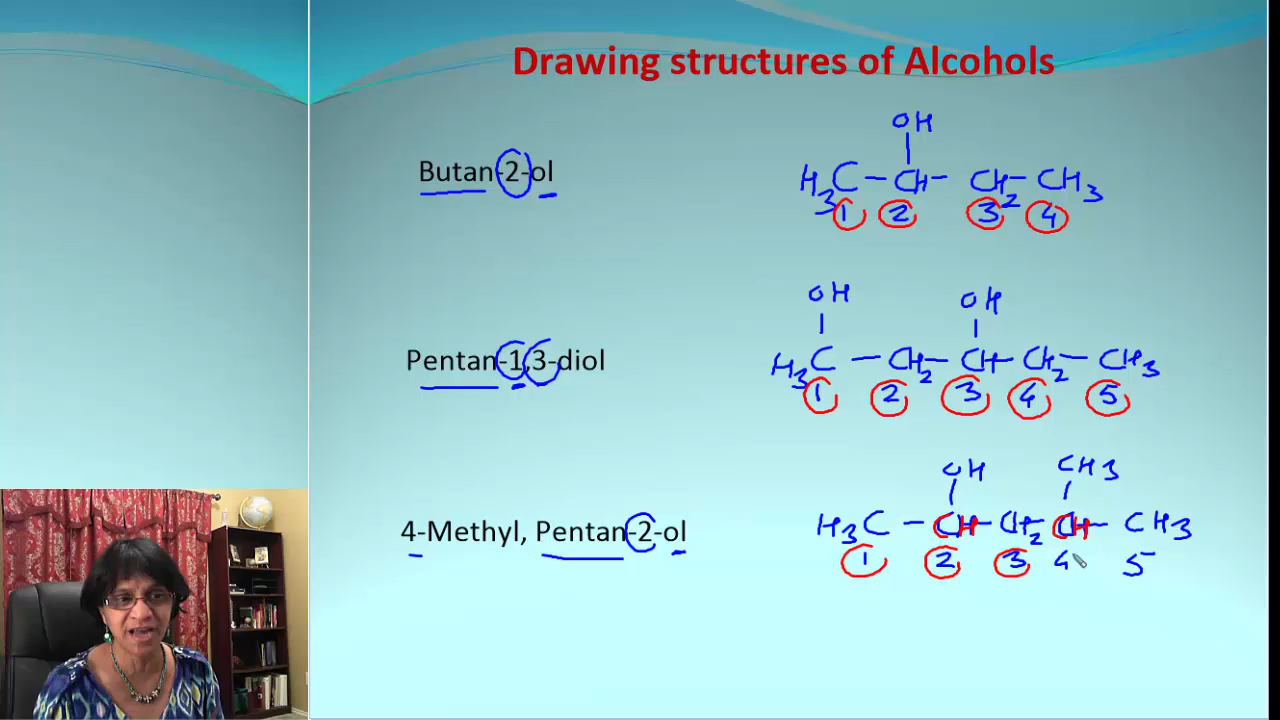 Drawing structures of Alcohols
OH
Butan-2-ol
H3C – CH – CH2 – CH3
1 2 3 4
OH OH
Pentan-1,3-diol
H3C – CH2 – CH – CH2 – CH3
1 2 3 4 5
OH CH3
4-Methyl, Pentan-2-ol
H3C – CH – CH2 – CH – CH3
1 2 3 4 5